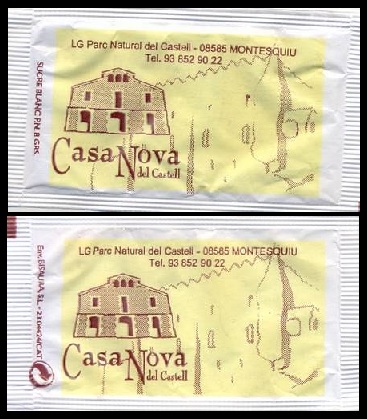 LG Parc Natural del Castell - 08585 MONTESQUIU
Tel. 93 852 90 22
SUCRE BLANC P.N. 8 GRS.
Casa Nova
del Castell
LG Parc Natural del Castell - 08585 MONTESQUIU
Tel. 93 852 90 22
Casa Nova
del Castell